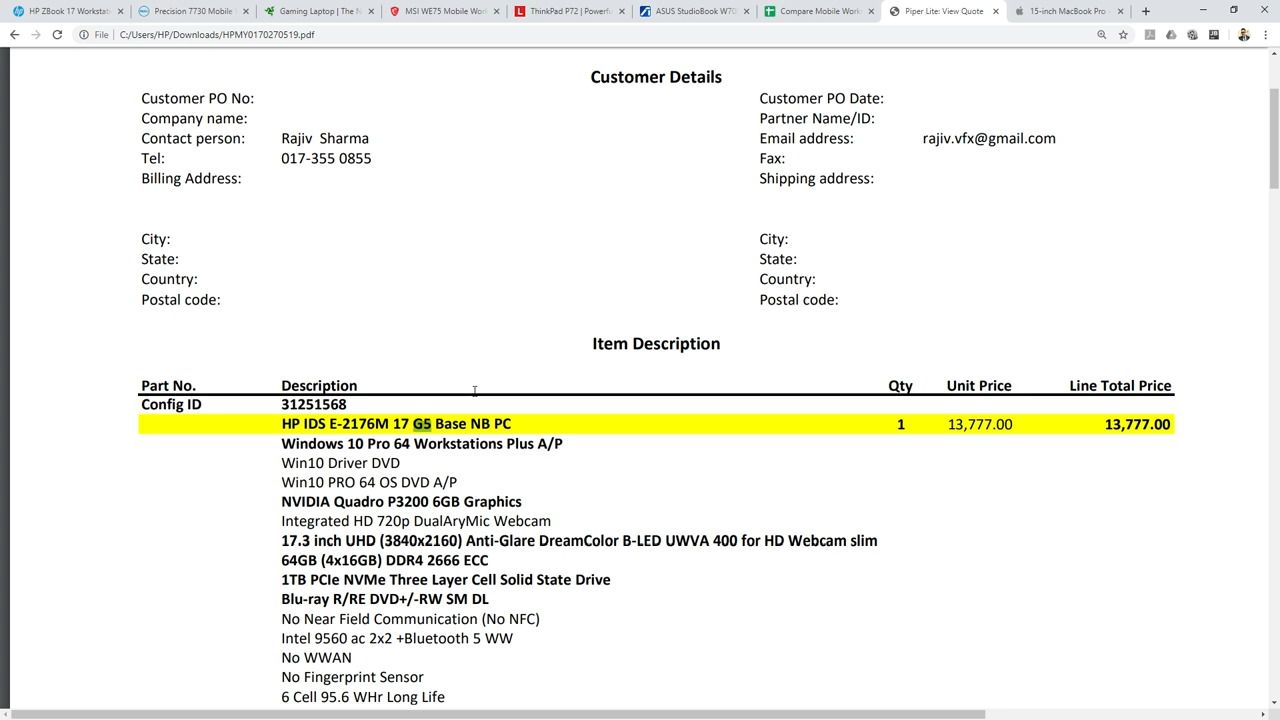 HP ZBook 17 Workstat
Precision 7730 Mobile
Gaming Laptop | The N
MSI WE75 Mobile Work
ThinkPad P72 | Powerfu
ASUS StudioBook W70
Compare Mobile Work
Piper Lite: View Quote
15-inch MacBook Pro -
File C:/Users/HP/Downloads/HPMY0170270519.pdf
Customer Details
Customer PO No: Customer PO Date:
Company name: Partner Name/ID:
Contact person: Rajiv Sharma Email address: rajiv.vfx@gmail.com
Tel: 017-355 0855 Fax:
Billing Address: Shipping address:
City: City:
State: State:
Country: Country:
Postal code: Postal code:
Item Description
Part No. Description Qty Unit Price Line Total Price
Config ID 31251568
HP IDS E-2176M 17 G5 Base NB PC 1 13,777.00 13,777.00
Windows 10 Pro 64 Workstations Plus A/P
Win10 Driver DVD
Win10 PRO 64 OS DVD A/P
NVIDIA Quadro P3200 6GB Graphics
Integrated HD 720p DualAryMic Webcam
17.3 inch UHD (3840x2160) Anti-Glare DreamColor B-LED UWVA 400 for HD Webcam slim
64GB (4x16GB) DDR4 2666 ECC
1TB PCIe NVMe Three Layer Cell Solid State Drive
Blu-ray R/RE DVD+/-RW SM DL
No Near Field Communication (No NFC)
Intel 9560 ac 2x2 +Bluetooth 5 WW
No WWAN
No Fingerprint Sensor
6 Cell 95.6 WHr Long Life